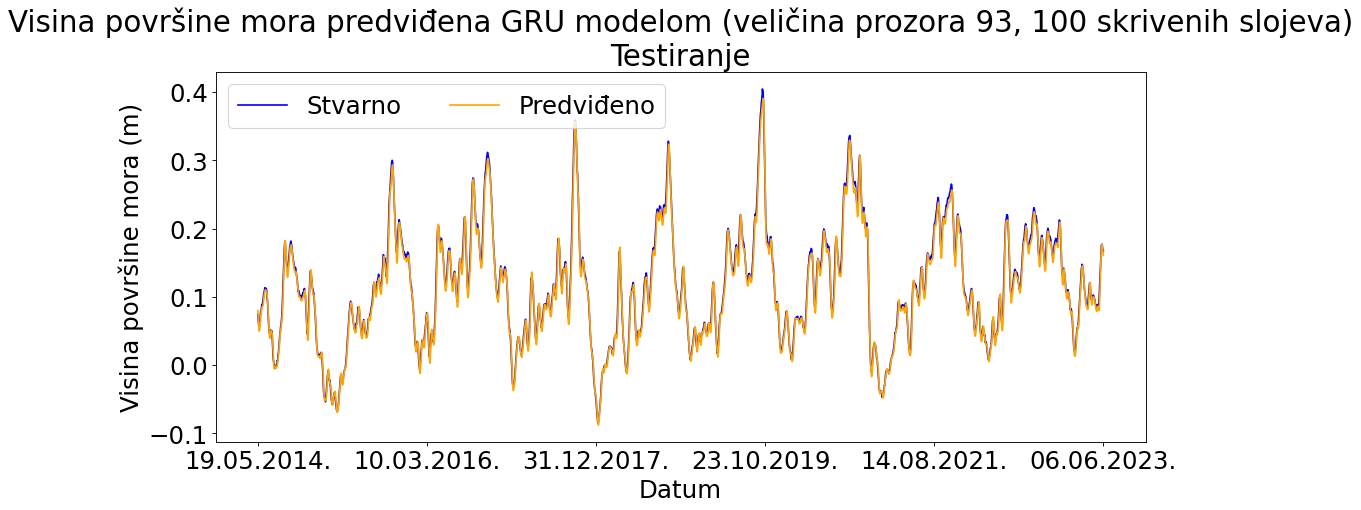 Visina površine mora predviđena GRU modelom (veličina prozora 93, 100 skrivenih slojeva)
Testiranje
Stvarno Predviđeno
Visina površine mora (m)
0.4
0.3
0.2
0.1
0.0
−0.1
19.05.2014. 10.03.2016. 31.12.2017. 23.10.2019. 14.08.2021. 06.06.2023.
Datum